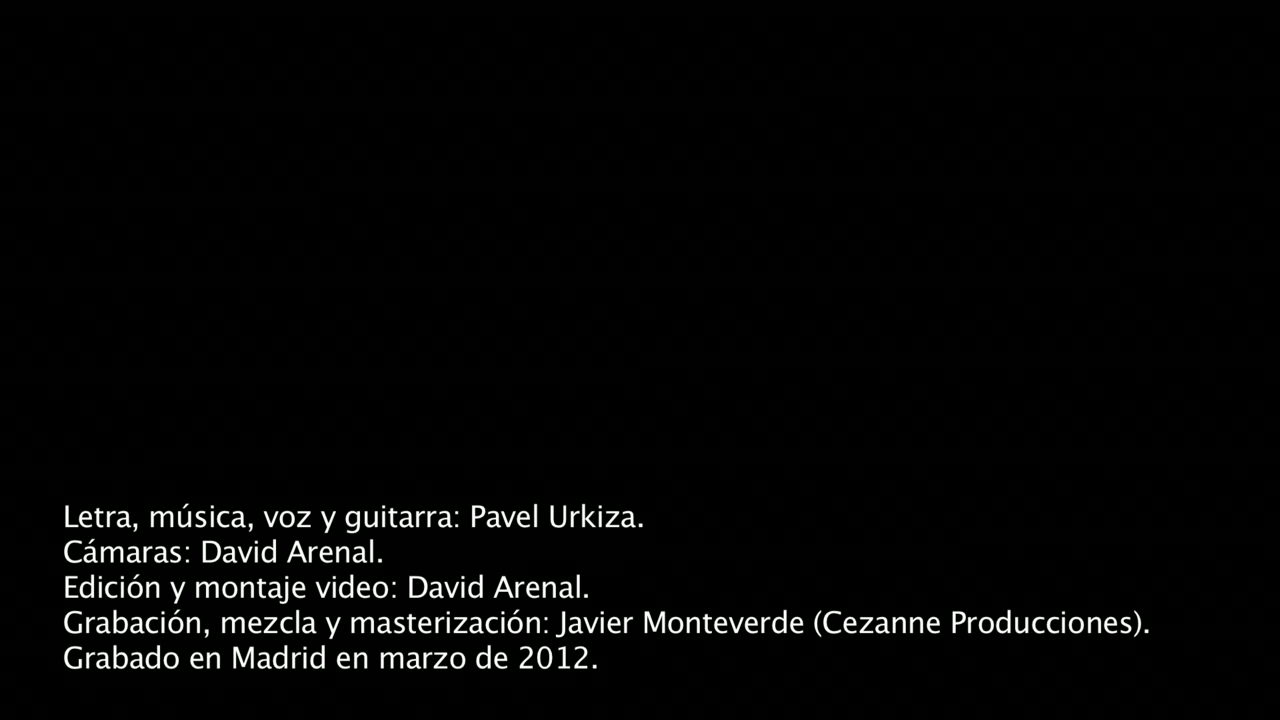 Letra, música, voz y guitarra: Pavel Urkiza.
Cámaras: David Arenal.
Edición y montaje video: David Arenal.
Grabación, mezcla y masterización: Javier Monteverde (Cezanne Producciones).
Grabado en Madrid en marzo de 2012.